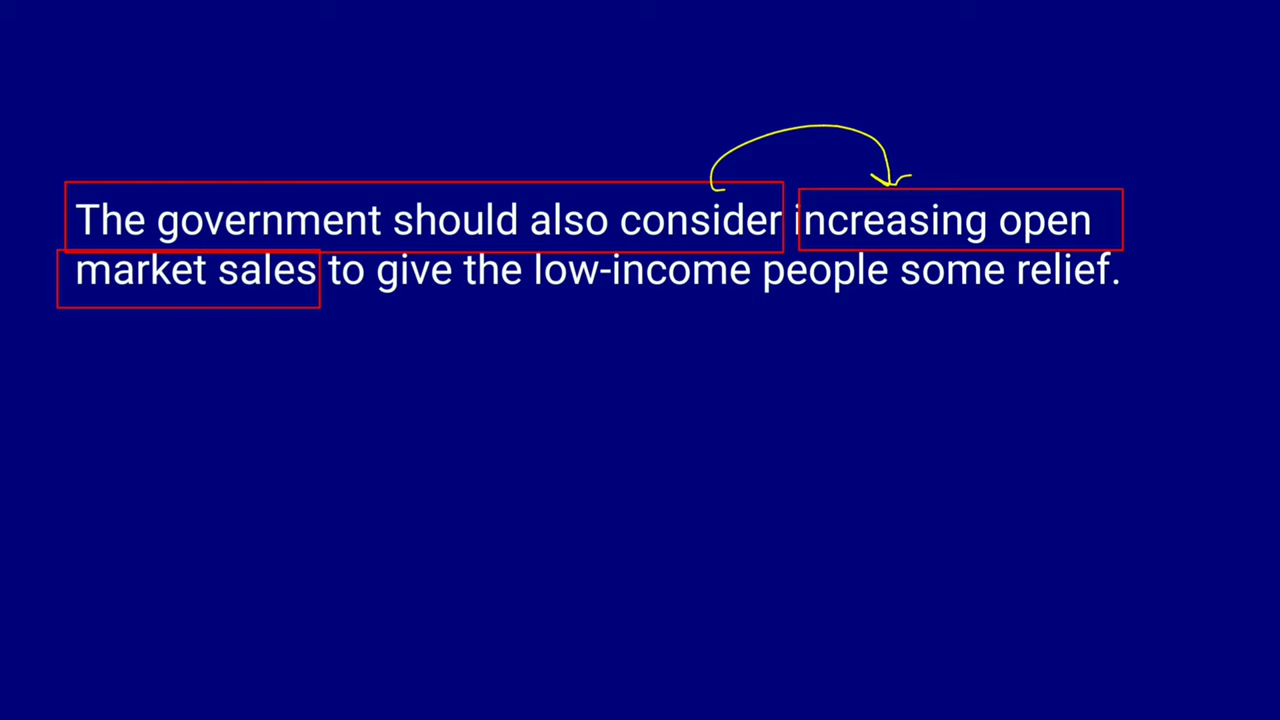 The government should also consider increasing open
market sales to give the low-income people some relief.